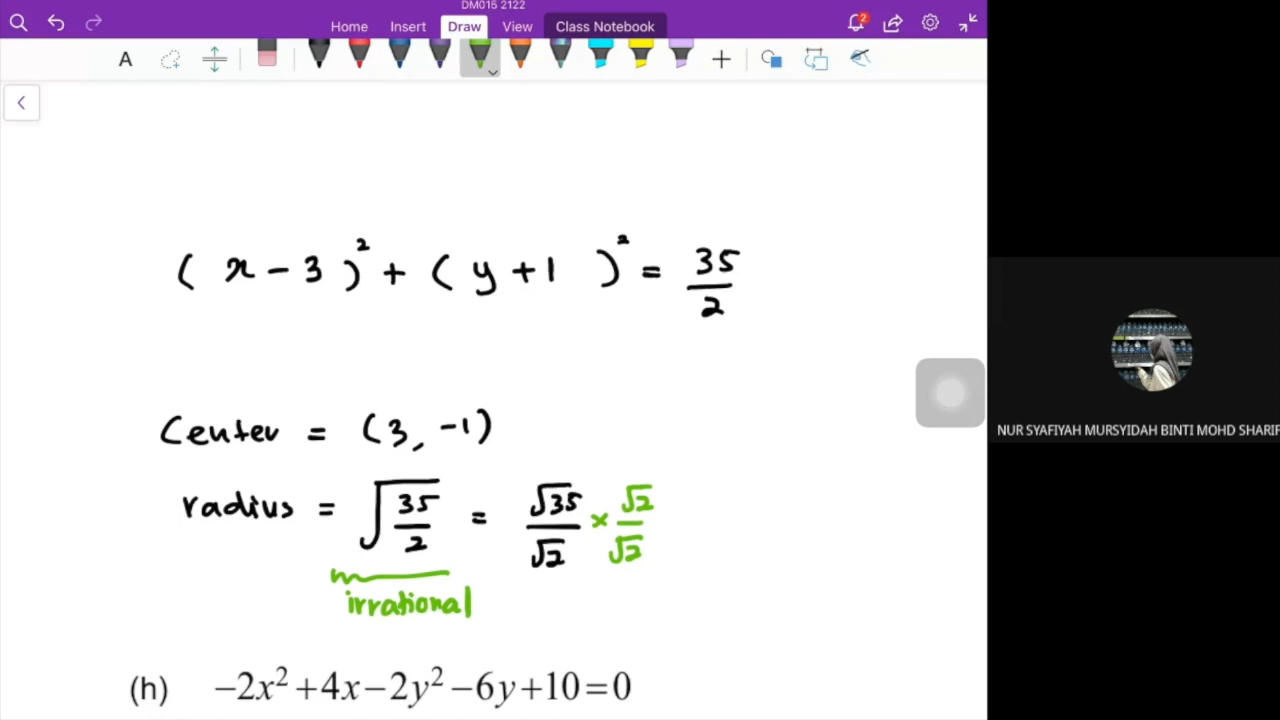 DM015 2122
Home Insert Draw View Class Notebook
2
A
(x - 3)² + (y + 1)² = 35/2
Center = (3, -1)
radius = √(35/2) = √35/√2 × √2/√2
irrational
NUR SYAFIYAH MURSYIDAH BINTI MOHD SHARIF
(h) −2x² + 4x − 2y² − 6y + 10 = 0